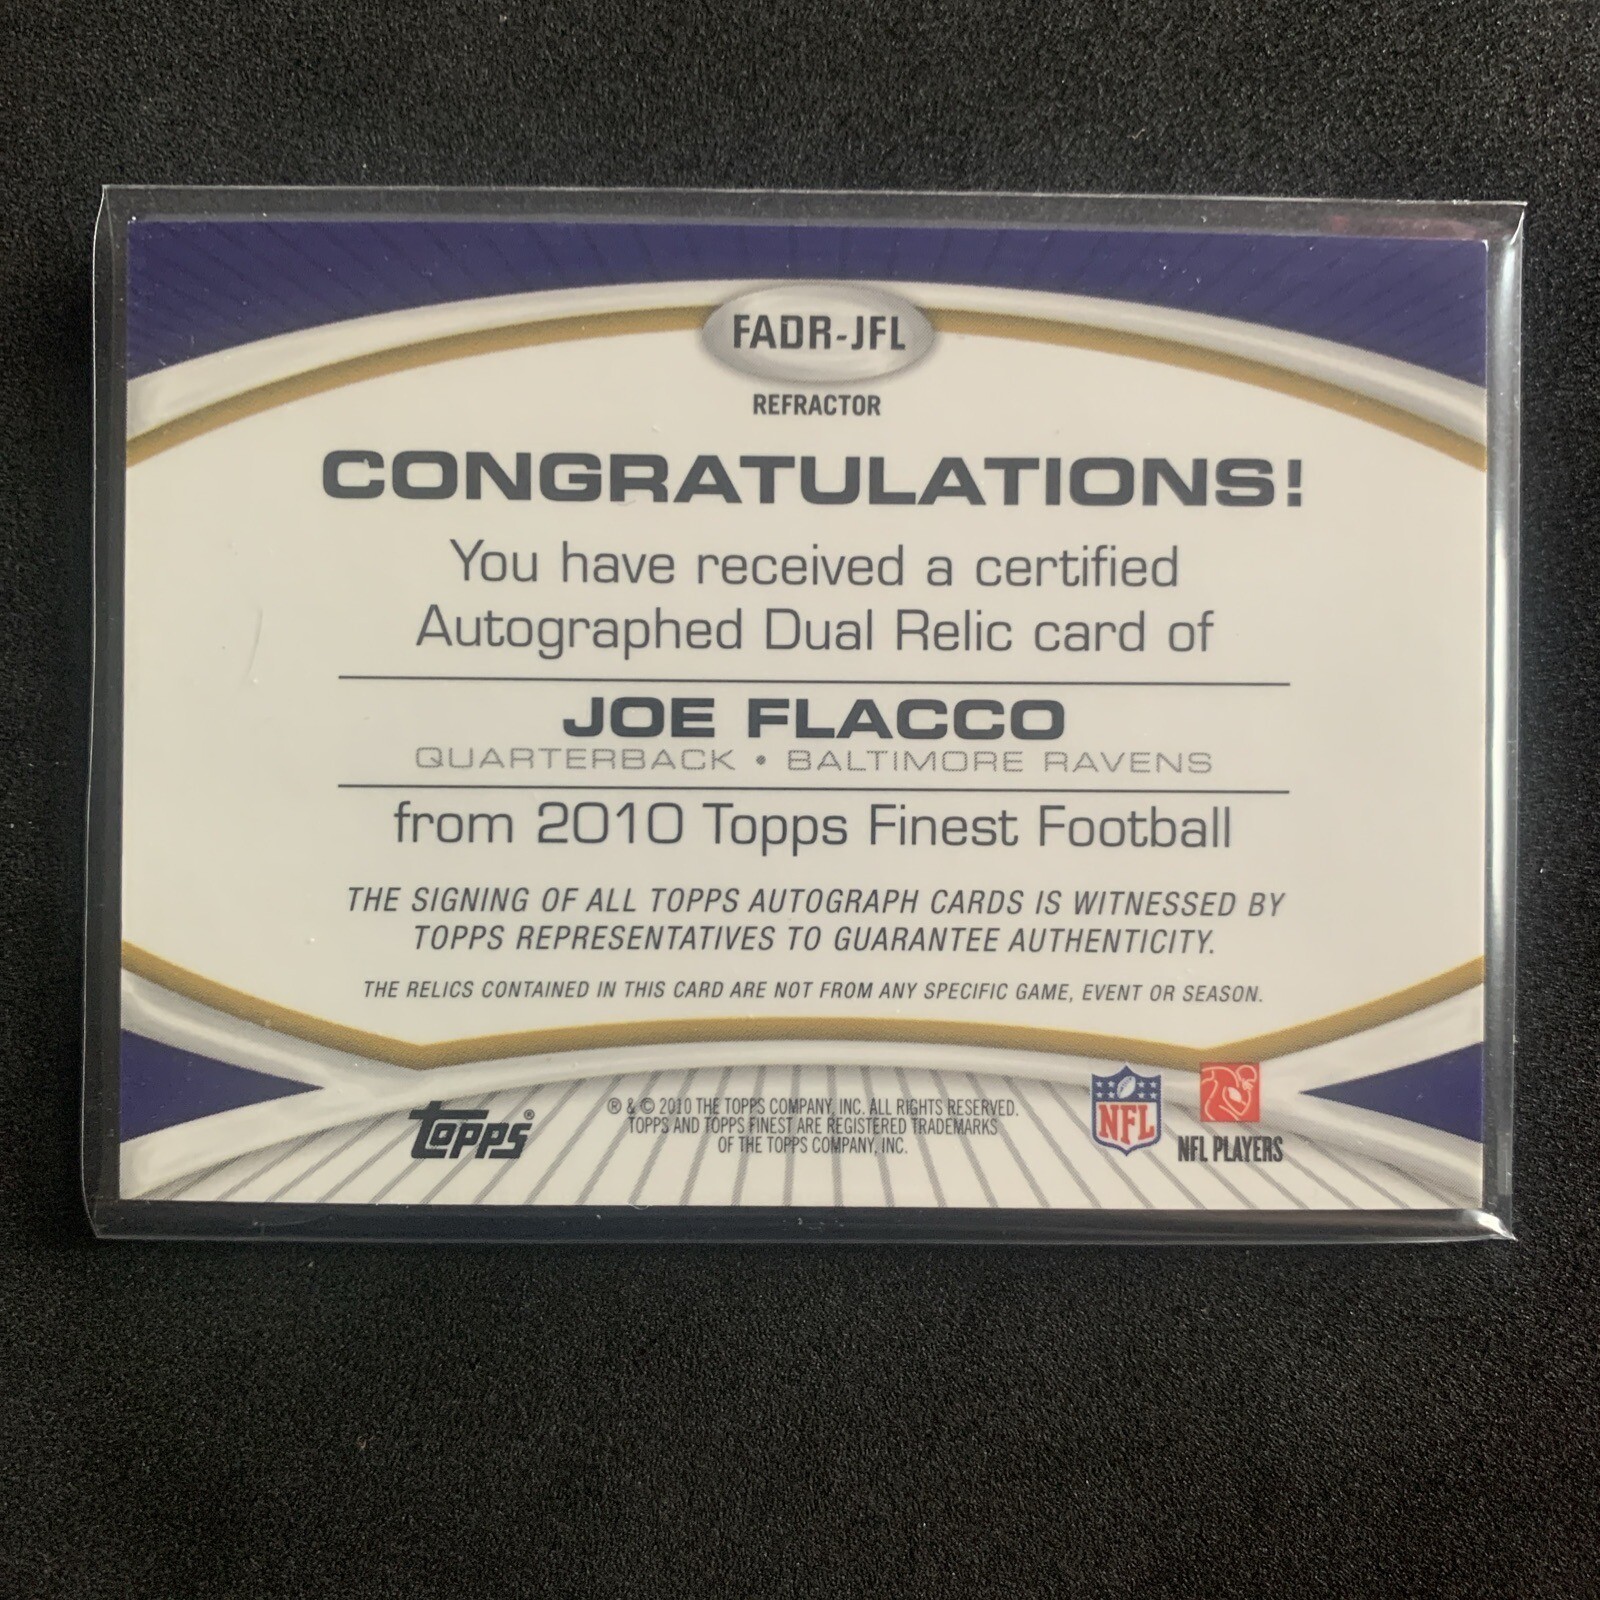 FADR-JFL
REFRACTOR
CONGRATULATIONS!
You have received a certified
Autographed Dual Relic card of
JOE FLACCO
QUARTERBACK • BALTIMORE RAVENS
from 2010 Topps Finest Football
THE SIGNING OF ALL TOPPS AUTOGRAPH CARDS IS WITNESSED BY
TOPPS REPRESENTATIVES TO GUARANTEE AUTHENTICITY.
THE RELICS CONTAINED IN THIS CARD ARE NOT FROM ANY SPECIFIC GAME, EVENT OR SEASON.
topps®
® & © 2010 THE TOPPS COMPANY, INC. ALL RIGHTS RESERVED.
TOPPS AND TOPPS FINEST ARE REGISTERED TRADEMARKS
OF THE TOPPS COMPANY, INC.
NFL
NFL PLAYERS